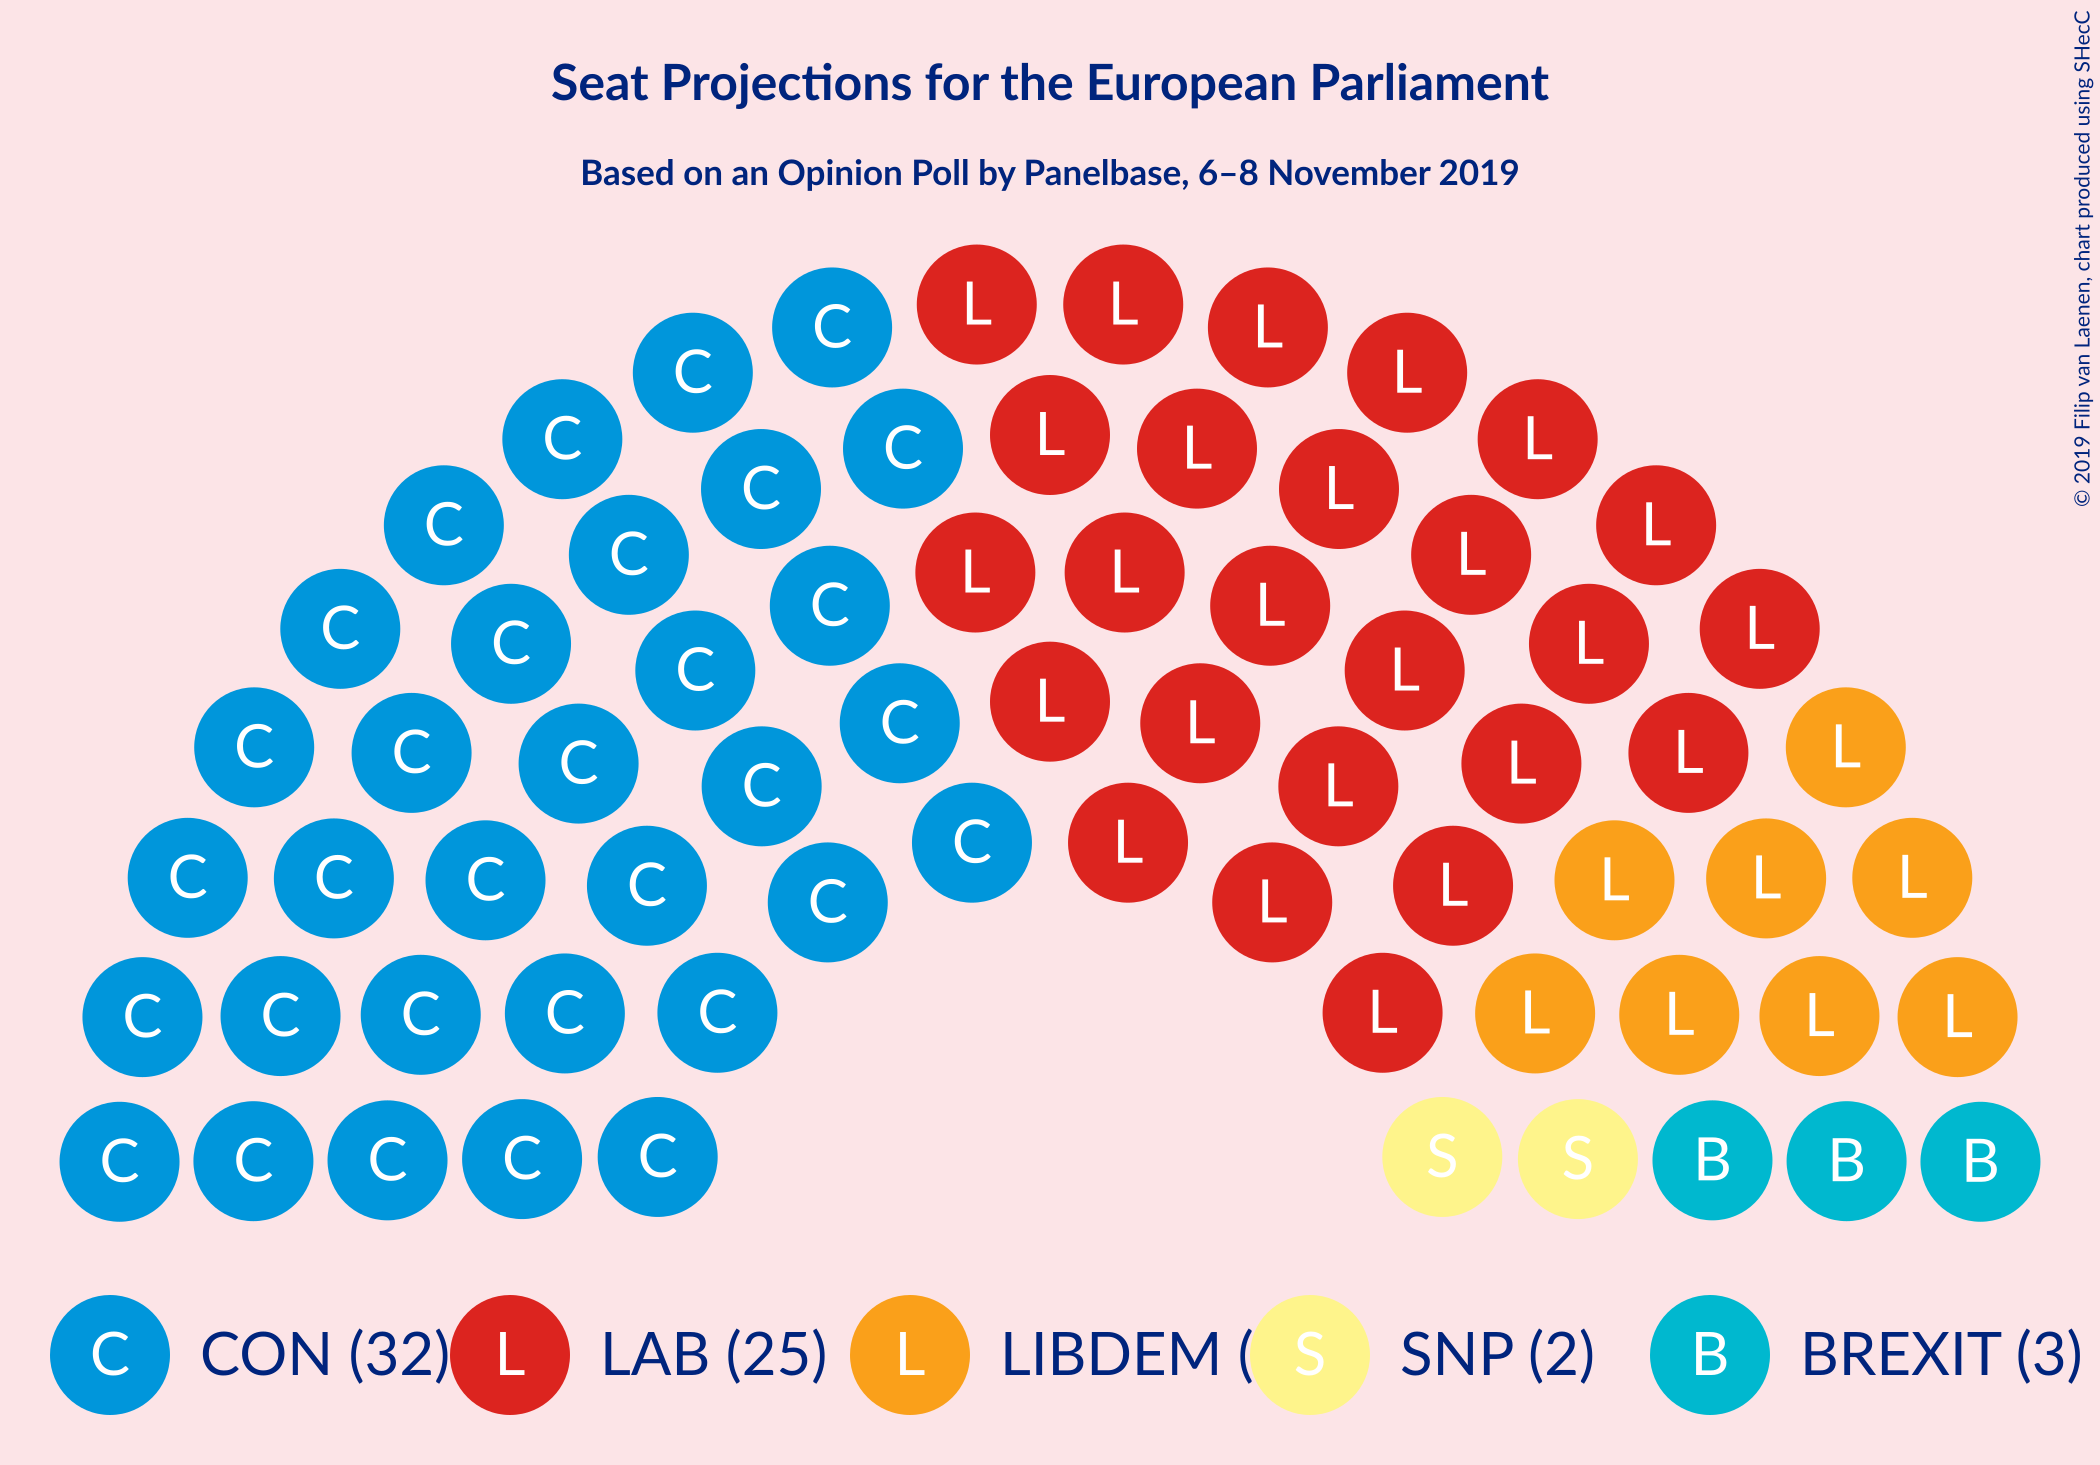 Seat Projections for the European Parliament
Based on an Opinion Poll by Panelbase, 6–8 November 2019
© 2019 Filip van Laenen, chart produced using SHecC
L L
C L
C L
C L
L
C L
C L
C L
C L
C L
L L
C L
C L
C L
C L
L
C L
C L
C C L L
C L
C L
C L
C C C L L L
C L
C C C C L L L L
C C C C C L L L L L
C C C C C S S B B B
C CON (32) L LAB (25) L LIBDEM ( S SNP (2) B BREXIT (3)